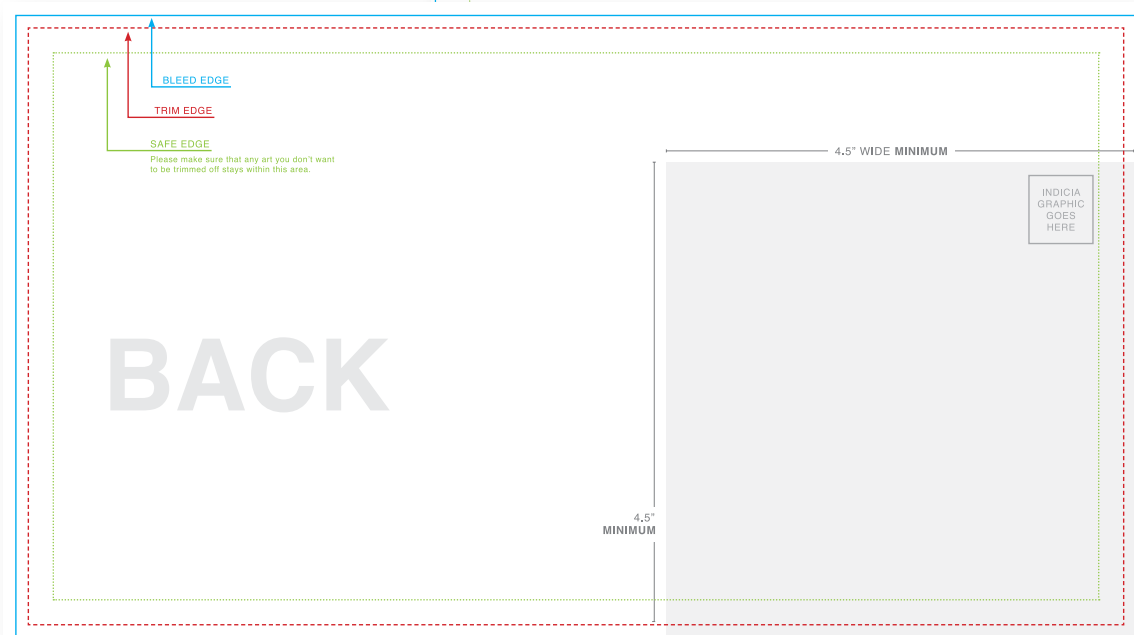 BLEED EDGE
TRIM EDGE
SAFE EDGE
Please make sure that any art you don't want
to be trimmed off stays within this area.
4.5" WIDE MINIMUM
INDICIA
GRAPHIC
GOES
HERE
BACK
4.5"
MINIMUM